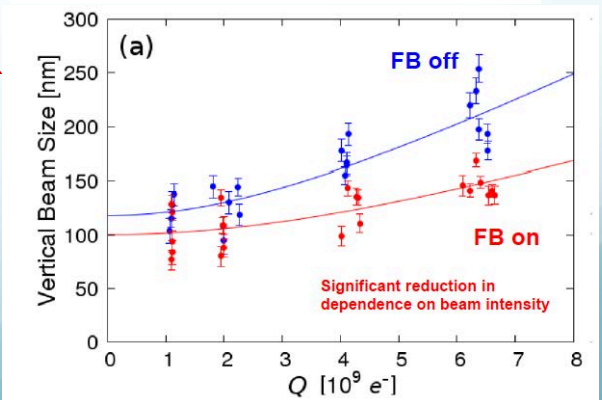 (a)
FB off
FB on
Significant reduction in
dependence on beam intensity
Vertical Beam Size [nm]
300
250
200
150
100
50
0
0 1 2 3 4 5 6 7 8
Q [10⁹ e⁻]